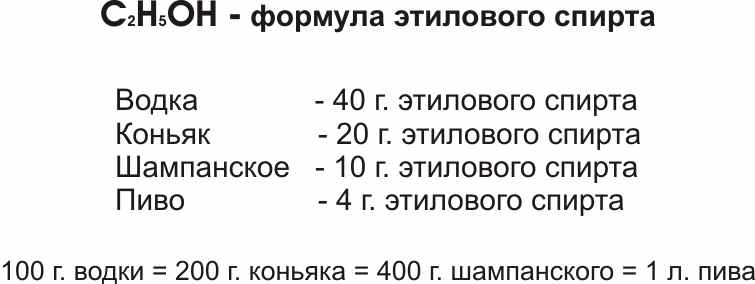 C₂H₅OH - формула этилового спирта
Водка - 40 г. этилового спирта
Коньяк - 20 г. этилового спирта
Шампанское - 10 г. этилового спирта
Пиво - 4 г. этилового спирта
100 г. водки = 200 г. коньяка = 400 г. шампанского = 1 л. пива